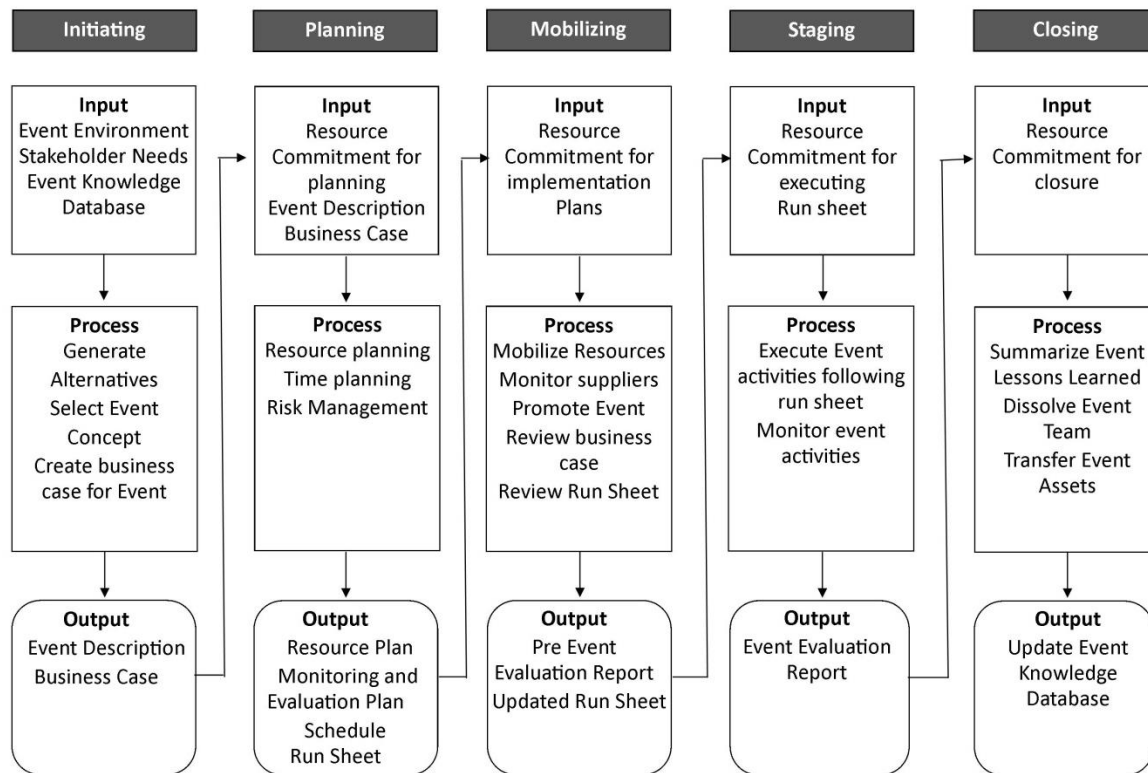 Initiating
Planning
Mobilizing
Staging
Closing
Input
Event Environment
Stakeholder Needs
Event Knowledge
Database
Input
Resource
Commitment for
planning
Event Description
Business Case
Input
Resource
Commitment for
implementation
Plans
Input
Resource
Commitment for
executing
Run sheet
Input
Resource
Commitment for
closure
Process
Generate
Alternatives
Select Event
Concept
Create business
case for Event
Process
Resource planning
Time planning
Risk Management
Process
Mobilize Resources
Monitor suppliers
Promote Event
Review business
case
Review Run Sheet
Process
Execute Event
activities following
run sheet
Monitor event
activities
Process
Summarize Event
Lessons Learned
Dissolve Event
Team
Transfer Event
Assets
Output
Event Description
Business Case
Output
Resource Plan
Monitoring and
Evaluation Plan
Schedule
Run Sheet
Output
Pre Event
Evaluation Report
Updated Run Sheet
Output
Event Evaluation
Report
Output
Update Event
Knowledge
Database